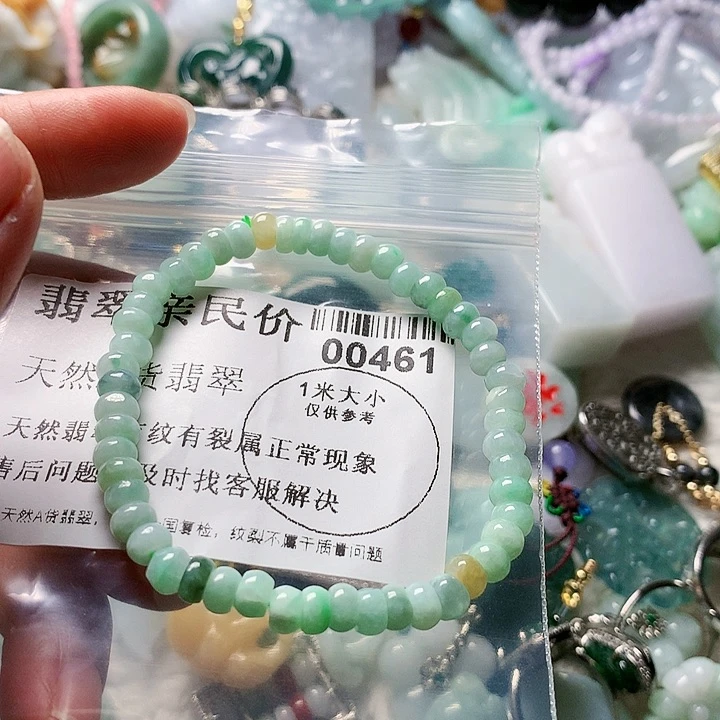 翡翠亲民价
00461
天然 货翡翠
1米大小
仅供参考
天然翡 纹有裂属正常现象
售后问题 及时找客服解决
天然A货翡翠, 国复检, 纹裂不属于质量问题